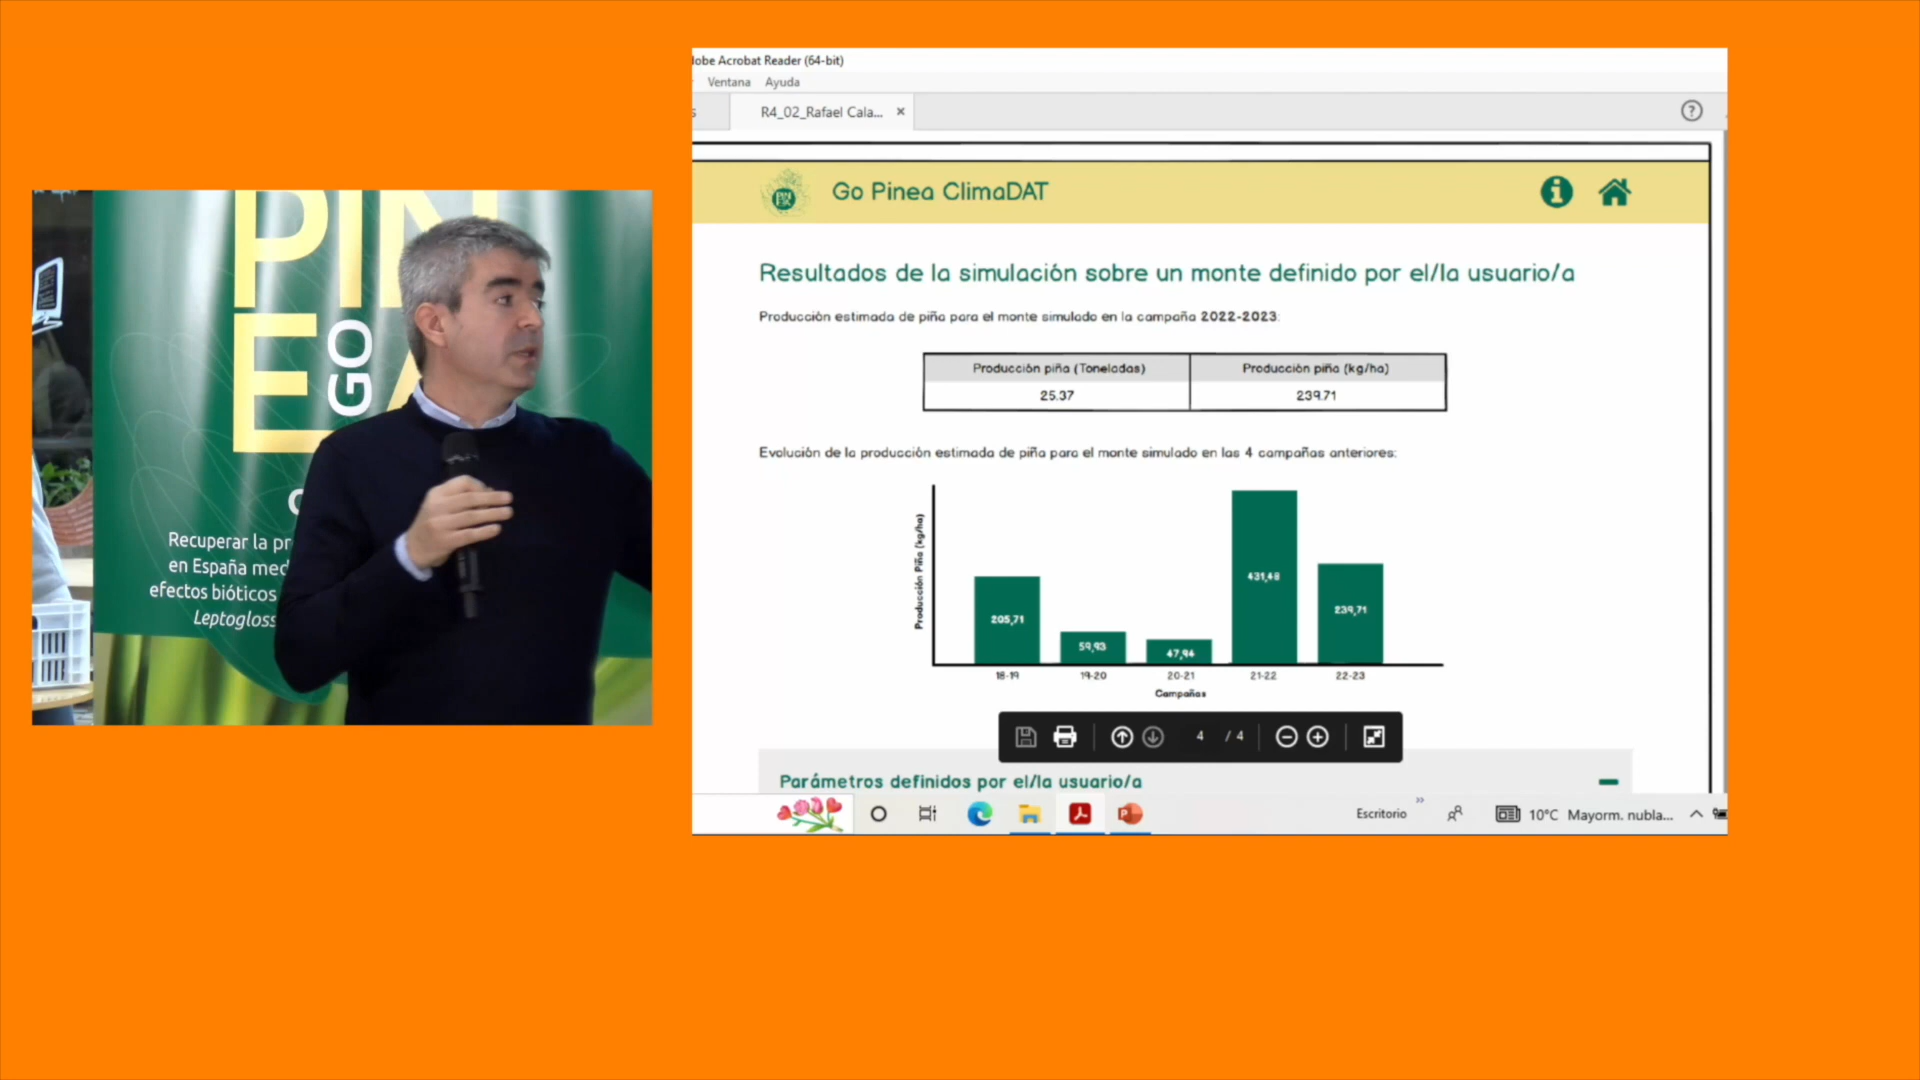 PIN
E
GO
Recuperar la pr
en España med
efectos bióticos
Leptogloss
dobe Acrobat Reader (64-bit)
Ventana Ayuda
s R4_02_Rafael Cala... ×
Go Pinea ClimaDAT
Resultados de la simulación sobre un monte definido por el/la usuario/a
Producción estimada de piña para el monte simulado en la campaña 2022-2023:
Producción piña (Toneladas) Producción piña (kg/ha)
25.37 239.71
Evolución de la producción estimada de piña para el monte simulado en las 4 campañas anteriores:
Producción Piña (kg/ha)
205,71 59,93 47,94 431,48 239,71
18-19 19-20 20-21 21-22 22-23
Campañas
4 / 4
Parámetros definidos por el/la usuario/a
Escritorio » 10°C Mayorm. nubla...